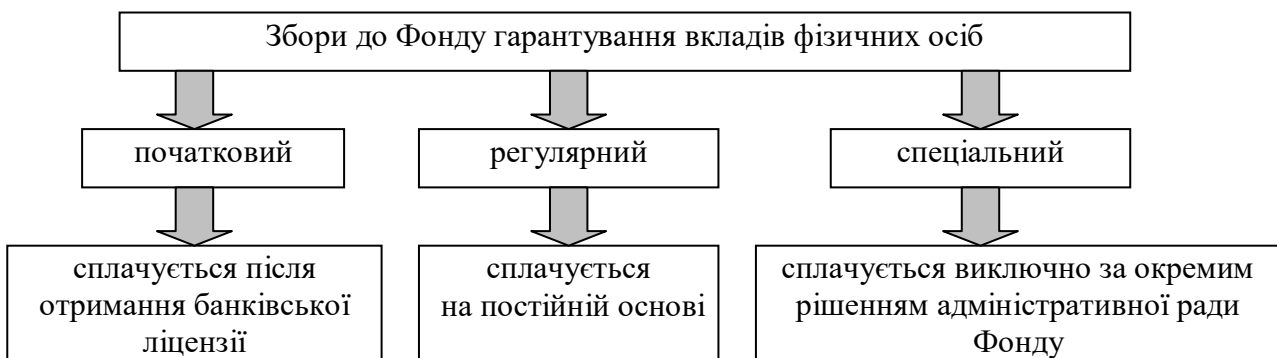 Збори до Фонду гарантування вкладів фізичних осіб
початковий
регулярний
спеціальний
сплачується після
отримання банківської
ліцензії
сплачується
на постійній основі
сплачується виключно за окремим
рішенням адміністративної ради
Фонду